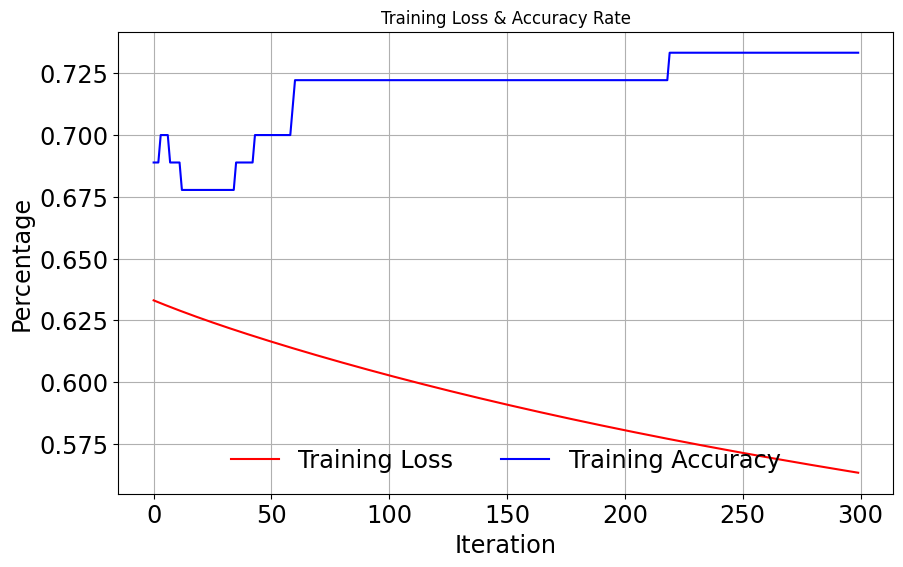 Training Loss & Accuracy Rate
0.725
0.700
0.675
0.650
0.625
0.600
0.575
Percentage
Training Loss
Training Accuracy
0 50 100 150 200 250 300
Iteration